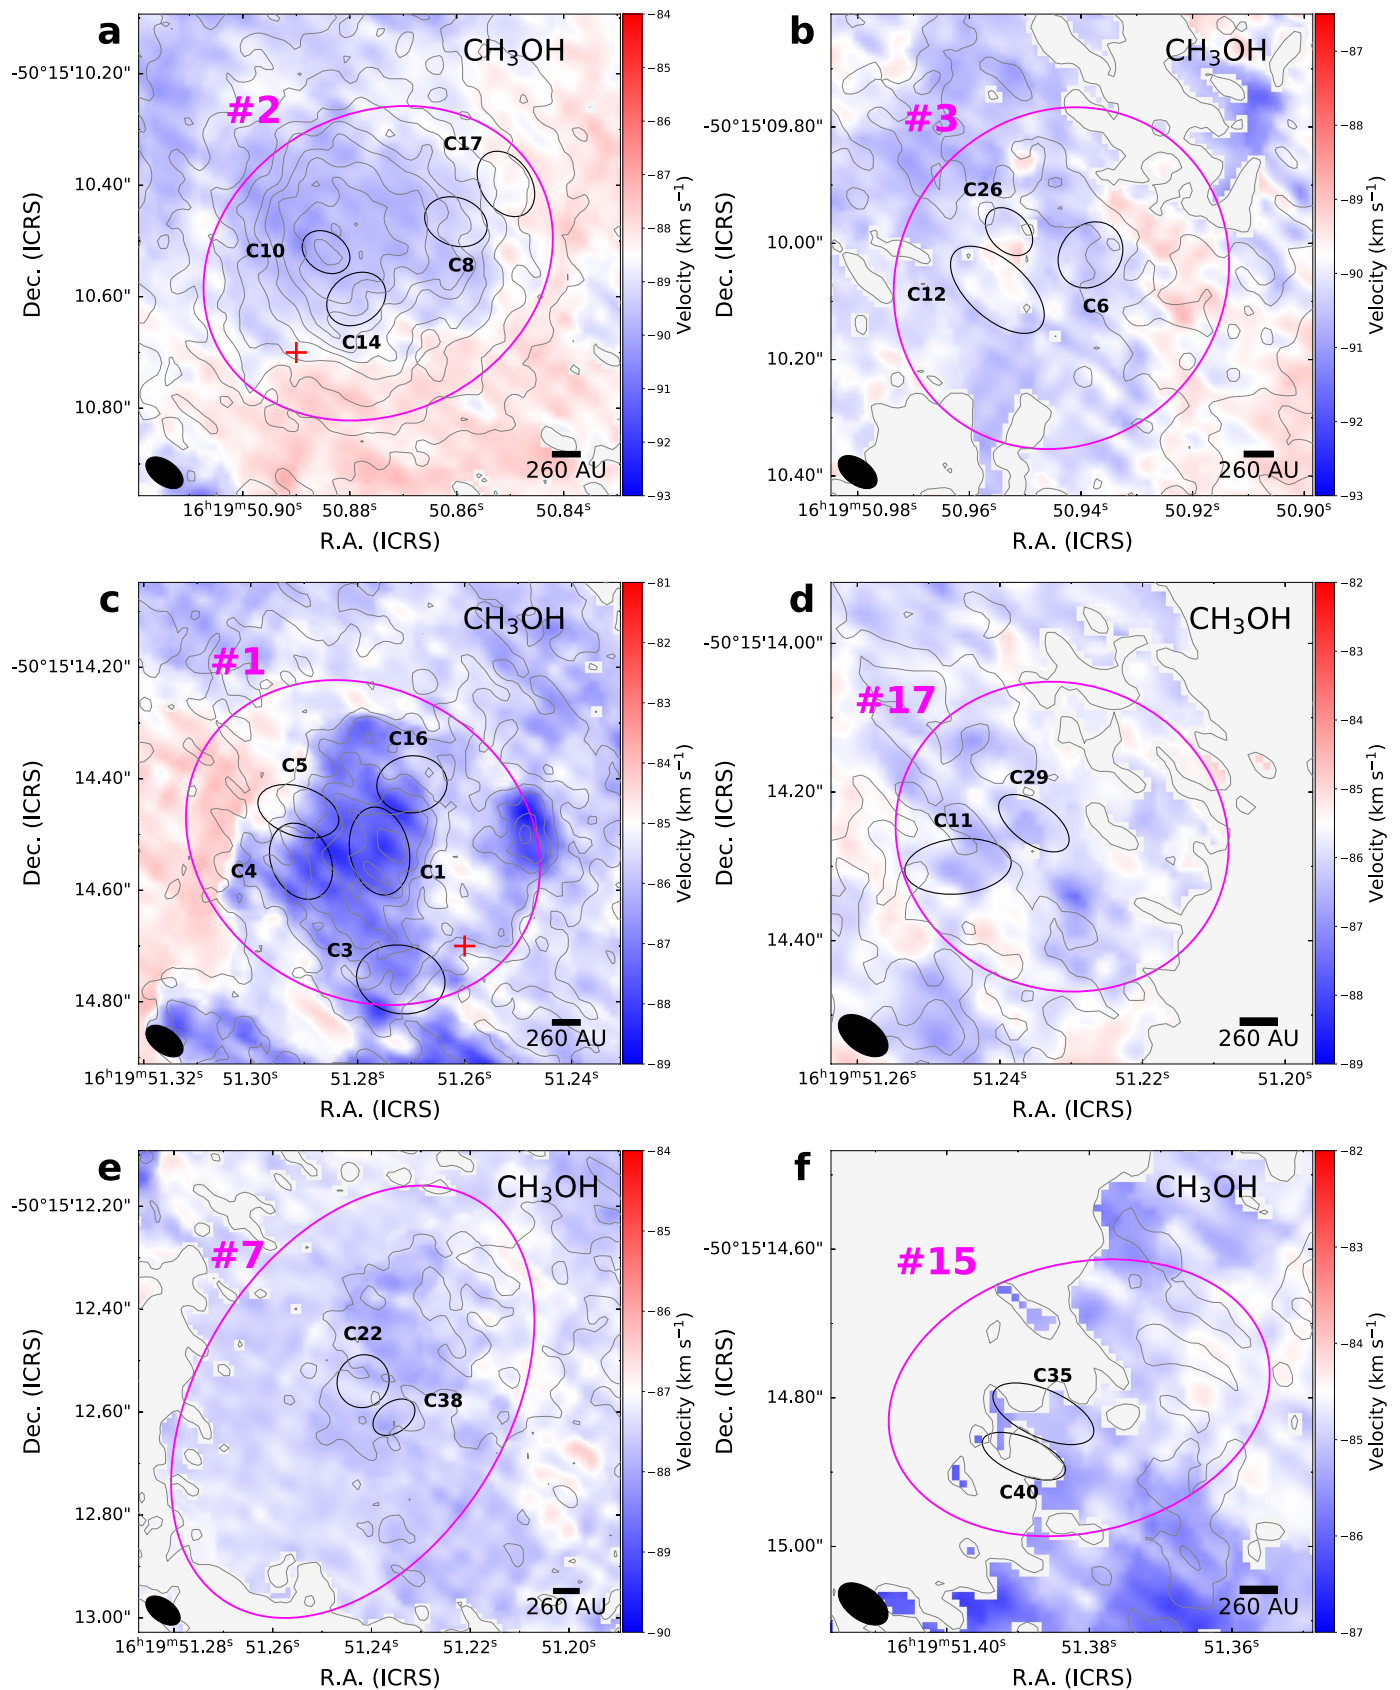 a
CH₃OH
#2
C17
C10
C8
C14
260 AU
-50°15'10.20"
10.40"
10.60"
10.80"
Dec. (ICRS)
16ʰ19ᵐ50.90ˢ 50.88ˢ 50.86ˢ 50.84ˢ
R.A. (ICRS)
−84
−85
−86
−87
−88
−89
−90
−91
−92
−93
Velocity (km s⁻¹)
b
CH₃OH
#3
C26
C12
C6
260 AU
-50°15'09.80"
10.00"
10.20"
10.40"
Dec. (ICRS)
16ʰ19ᵐ50.98ˢ 50.96ˢ 50.94ˢ 50.92ˢ 50.90ˢ
R.A. (ICRS)
−87
−88
−89
−90
−91
−92
−93
Velocity (km s⁻¹)
c
CH₃OH
#1
C16
C5
C4
C1
C3
260 AU
-50°15'14.20"
14.40"
14.60"
14.80"
Dec. (ICRS)
16ʰ19ᵐ51.32ˢ 51.30ˢ 51.28ˢ 51.26ˢ 51.24ˢ
R.A. (ICRS)
−81
−82
−83
−84
−85
−86
−87
−88
−89
Velocity (km s⁻¹)
d
CH₃OH
#17
C29
C11
260 AU
-50°15'14.00"
14.20"
14.40"
Dec. (ICRS)
16ʰ19ᵐ51.26ˢ 51.24ˢ 51.22ˢ 51.20ˢ
R.A. (ICRS)
−82
−83
−84
−85
−86
−87
−88
−89
Velocity (km s⁻¹)
e
CH₃OH
#7
C22
C38
260 AU
-50°15'12.20"
12.40"
12.60"
12.80"
13.00"
Dec. (ICRS)
16ʰ19ᵐ51.28ˢ 51.26ˢ 51.24ˢ 51.22ˢ 51.20ˢ
R.A. (ICRS)
−84
−85
−86
−87
−88
−89
−90
Velocity (km s⁻¹)
f
CH₃OH
#15
C35
C40
260 AU
-50°15'14.60"
14.80"
15.00"
Dec. (ICRS)
16ʰ19ᵐ51.40ˢ 51.38ˢ 51.36ˢ
R.A. (ICRS)
−82
−83
−84
−85
−86
−87
Velocity (km s⁻¹)